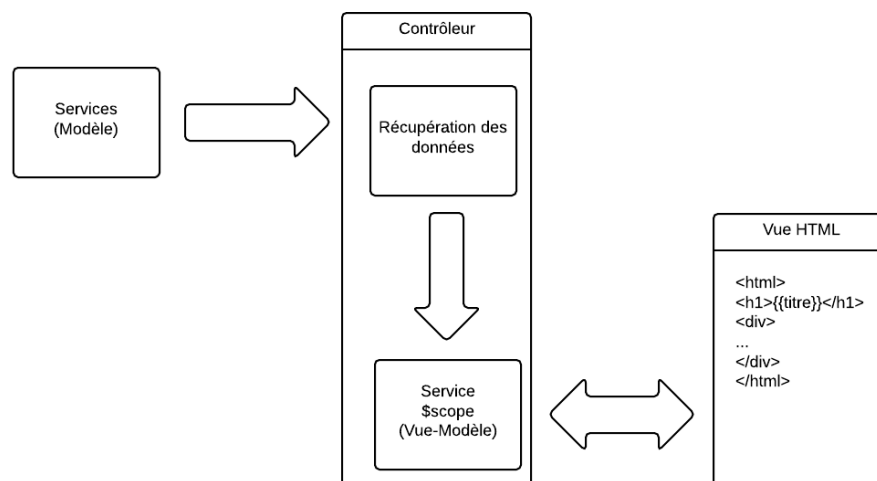 Contrôleur
Services
(Modèle)
Récupération des
données
Vue HTML
<html>
<h1>{{titre}}</h1>
<div>
...
</div>
</html>
Service
$scope
(Vue-Modèle)